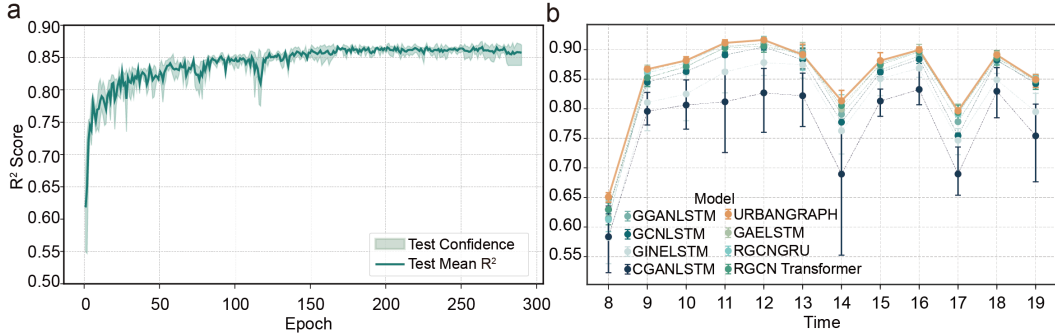 a
R² Score
0.90
0.85
0.80
0.75
0.70
0.65
0.60
0.55
0.50
0 50 100 150 200 250 300
Epoch
Test Confidence
Test Mean R²
b
0.90
0.85
0.80
0.75
0.70
0.65
0.60
0.55
8 9 10 11 12 13 14 15 16 17 18 19
Time
Model
GGANLSTM URBANGRAPH
GCNLSTM GAELSTM
GINELSTM RGCNGRU
CGANLSTM RGCN Transformer